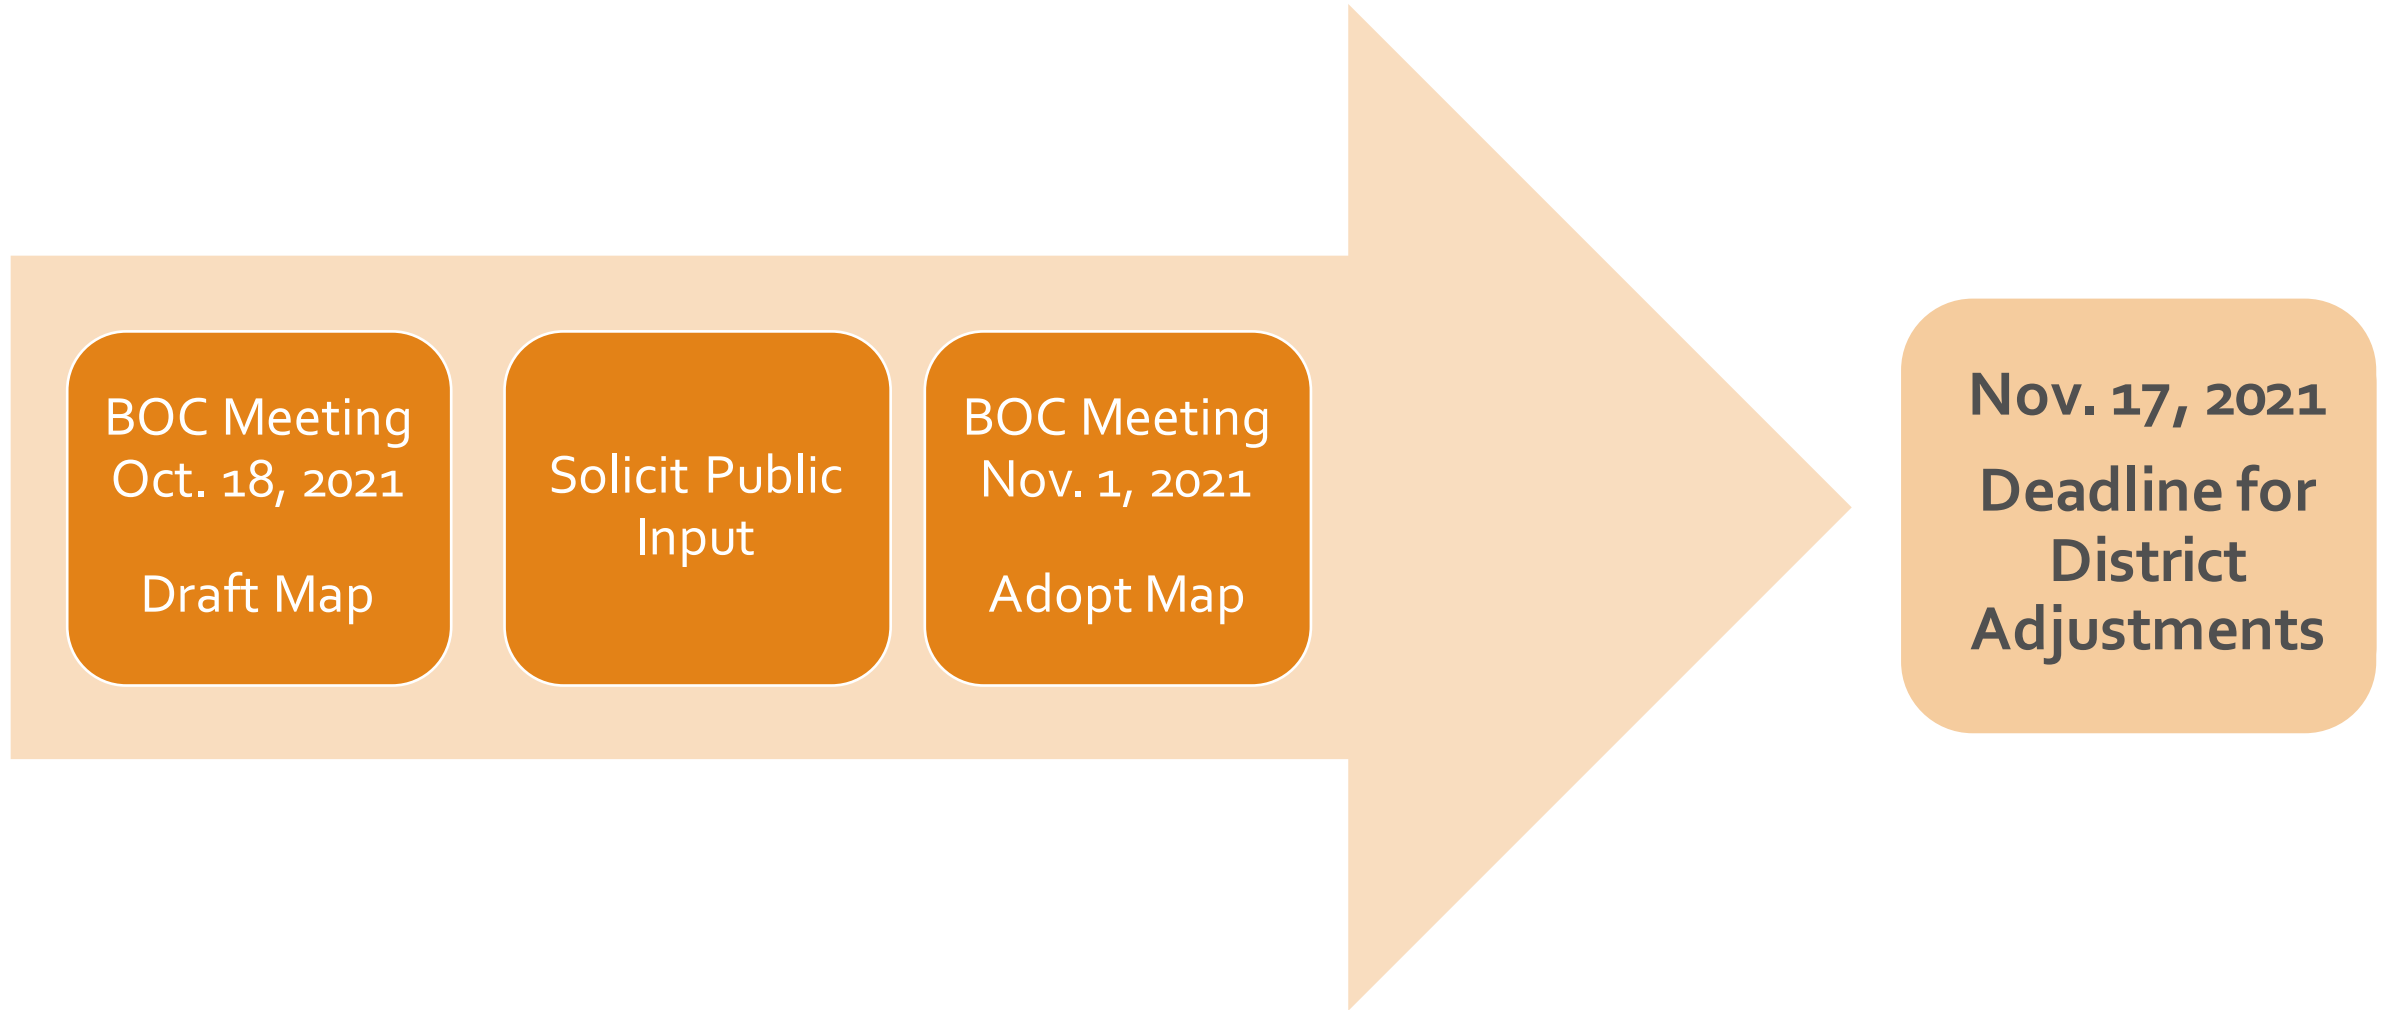 BOC Meeting
Oct. 18, 2021
Draft Map
Solicit Public
Input
BOC Meeting
Nov. 1, 2021
Adopt Map
Nov. 17, 2021
Deadline for
District
Adjustments